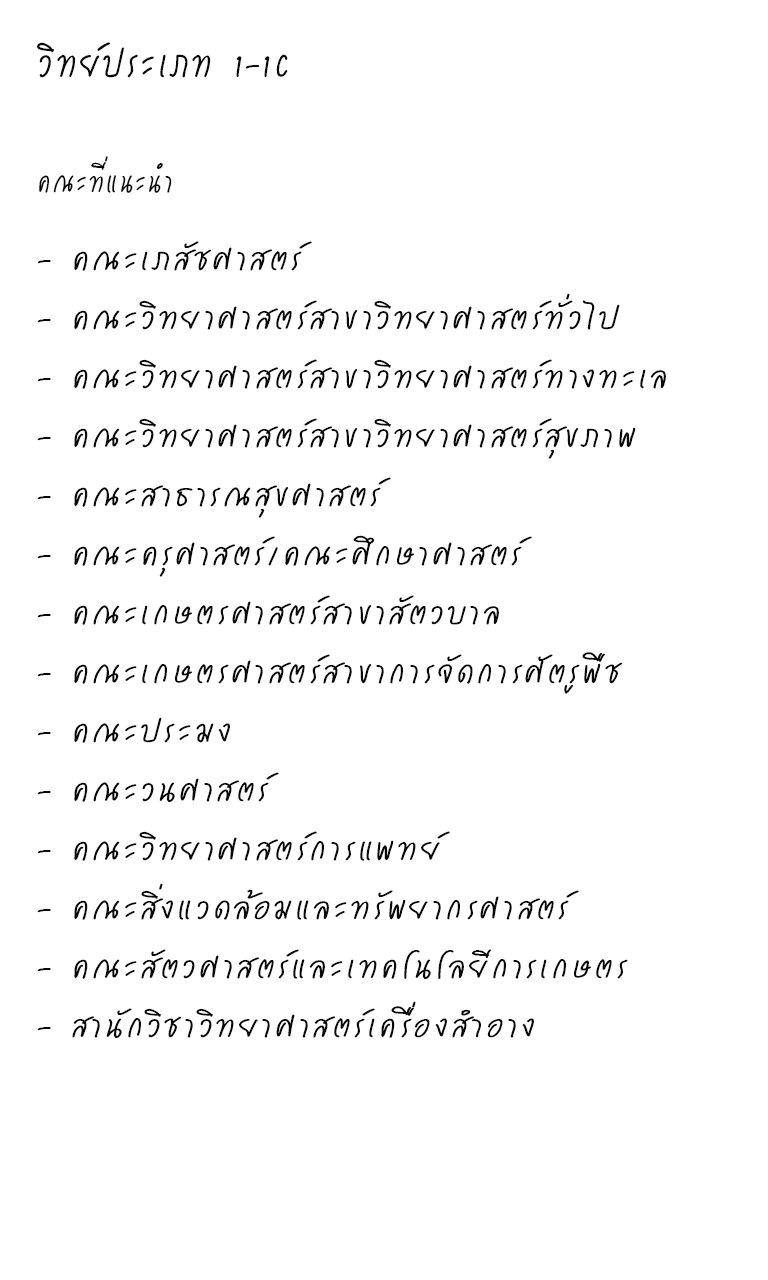 วิทย์ประเภท 1-1C
คณะที่แนะนำ
- คณะเภสัชศาสตร์
- คณะวิทยาศาสตร์สาขาวิทยาศาสตร์ทั่วไป
- คณะวิทยาศาสตร์สาขาวิทยาศาสตร์ทางทะเล
- คณะวิทยาศาสตร์สาขาวิทยาศาสตร์สุขภาพ
- คณะสาธารณสุขศาสตร์
- คณะครุศาสตร์/คณะศึกษาศาสตร์
- คณะเกษตรศาสตร์สาขาสัตวบาล
- คณะเกษตรศาสตร์สาขาการจัดการศัตรูพืช
- คณะประมง
- คณะวนศาสตร์
- คณะวิทยาศาสตร์การแพทย์
- คณะสิ่งแวดล้อมและทรัพยากรศาสตร์
- คณะสัตวศาสตร์และเทคโนโลยีการเกษตร
- สานักวิชาวิทยาศาสตร์เครื่องสำอาง